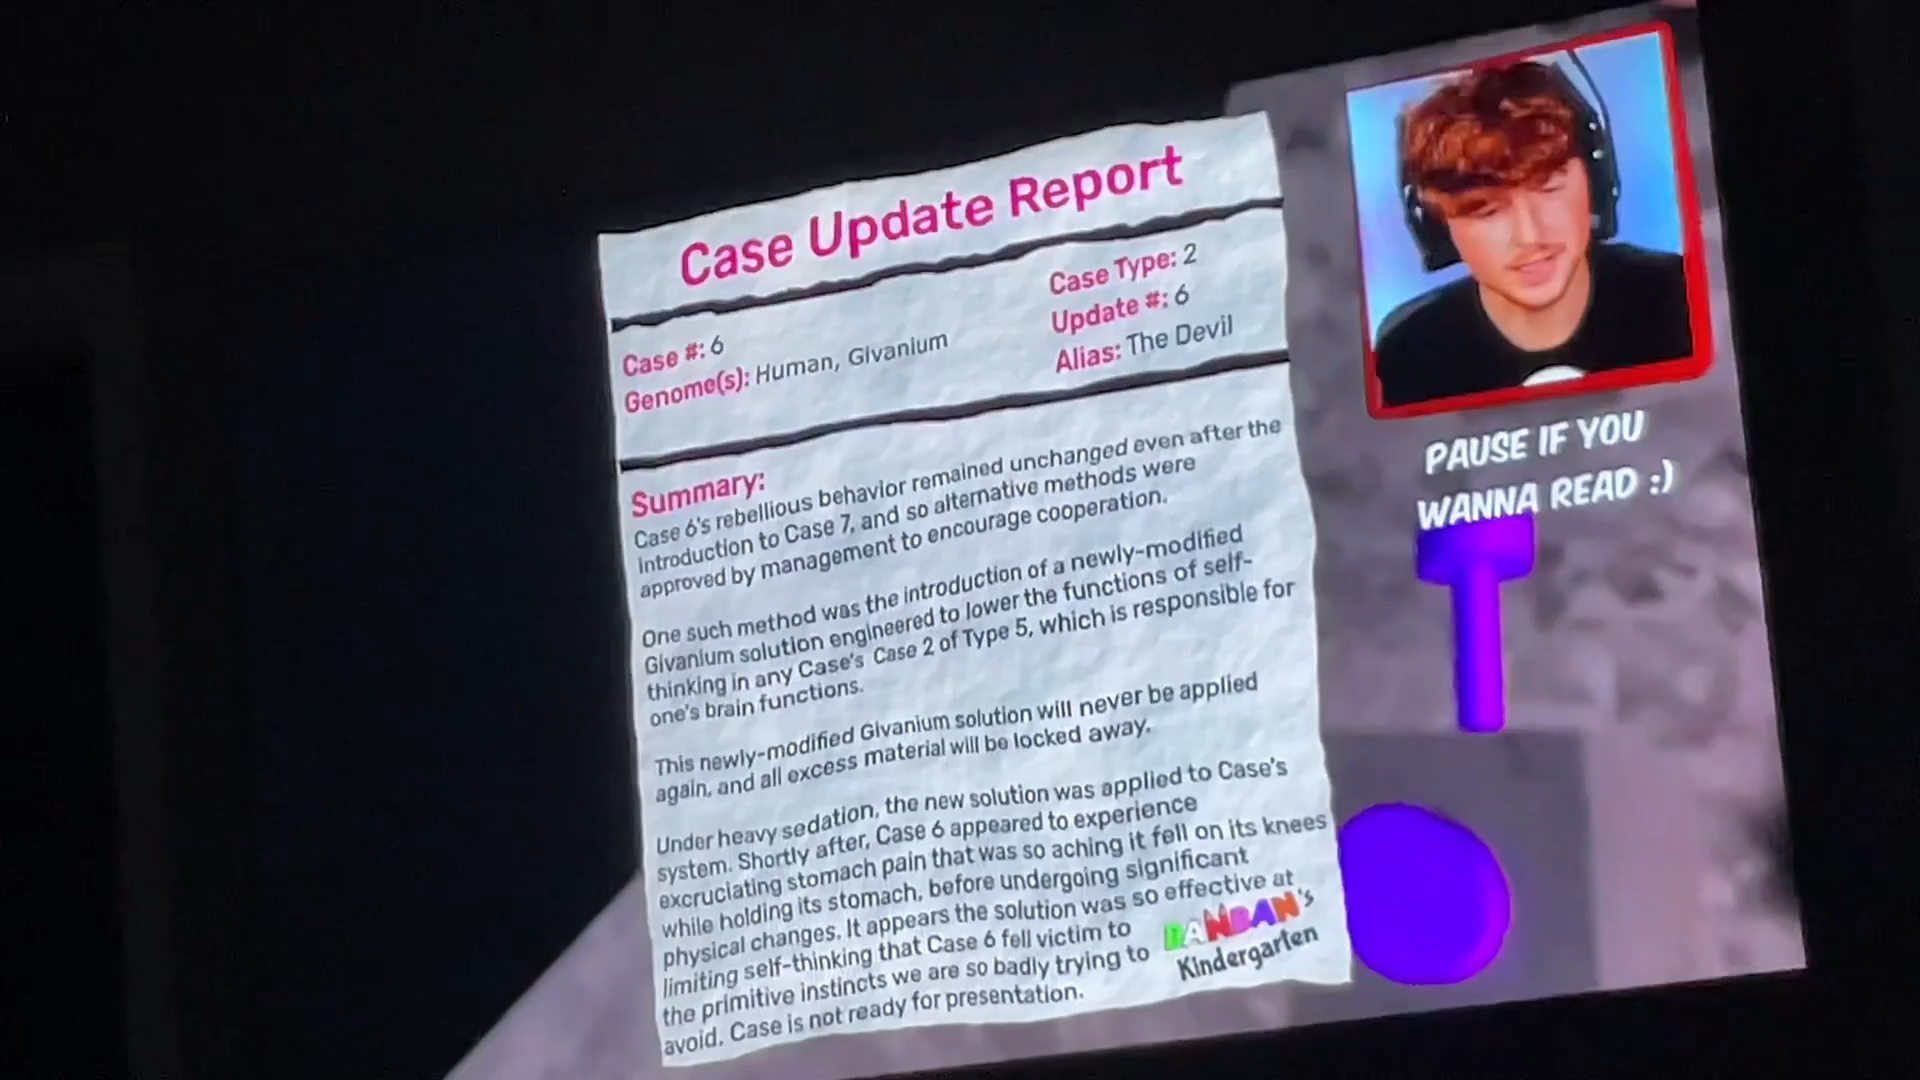 Case Update Report
Case #: 6
Genome(s): Human, Givanium
Case Type: 2
Update #: 6
Alias: The Devil
Summary:
Case 6's rebellious behavior remained unchanged even after the
introduction to Case 7, and so alternative methods were
approved by management to encourage cooperation.
One such method was the introduction of a newly-modified
Givanium solution engineered to lower the functions of self-
thinking in any Case's Case 2 of Type 5, which is responsible for
one's brain functions.
This newly-modified Givanium solution will never be applied
again, and all excess material will be locked away.
Under heavy sedation, the new solution was applied to Case's
system. Shortly after, Case 6 appeared to experience
excruciating stomach pain that was so aching it fell on its knees
while holding its stomach, before undergoing significant
physical changes. It appears the solution was so effective at
limiting self-thinking that Case 6 fell victim to
the primitive instincts we are so badly trying to
avoid. Case is not ready for presentation.
BANBAN's
Kindergarten
PAUSE IF YOU
WANNA READ :)